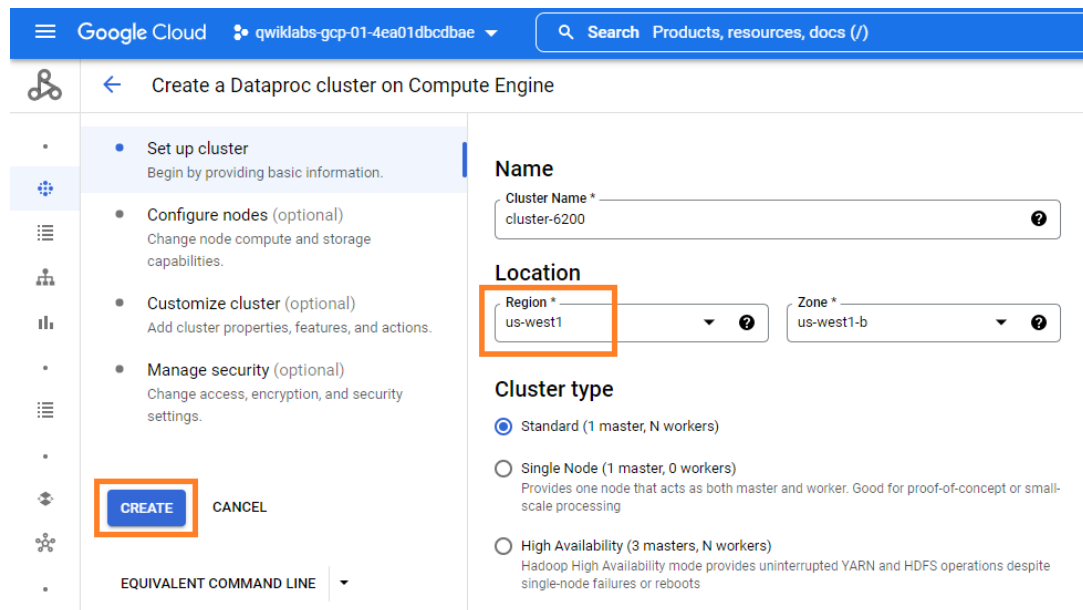 Google Cloud
qwiklabs-gcp-01-4ea01dbcdbae
Search Products, resources, docs (/)
Create a Dataproc cluster on Compute Engine
Set up cluster
Begin by providing basic information.
Configure nodes (optional)
Change node compute and storage
capabilities.
Customize cluster (optional)
Add cluster properties, features, and actions.
Manage security (optional)
Change access, encryption, and security
settings.
CREATE CANCEL
EQUIVALENT COMMAND LINE
Name
Cluster Name *
cluster-6200
Location
Region *
us-west1
Zone *
us-west1-b
Cluster type
Standard (1 master, N workers)
Single Node (1 master, 0 workers)
Provides one node that acts as both master and worker. Good for proof-of-concept or small-
scale processing
High Availability (3 masters, N workers)
Hadoop High Availability mode provides uninterrupted YARN and HDFS operations despite
single-node failures or reboots